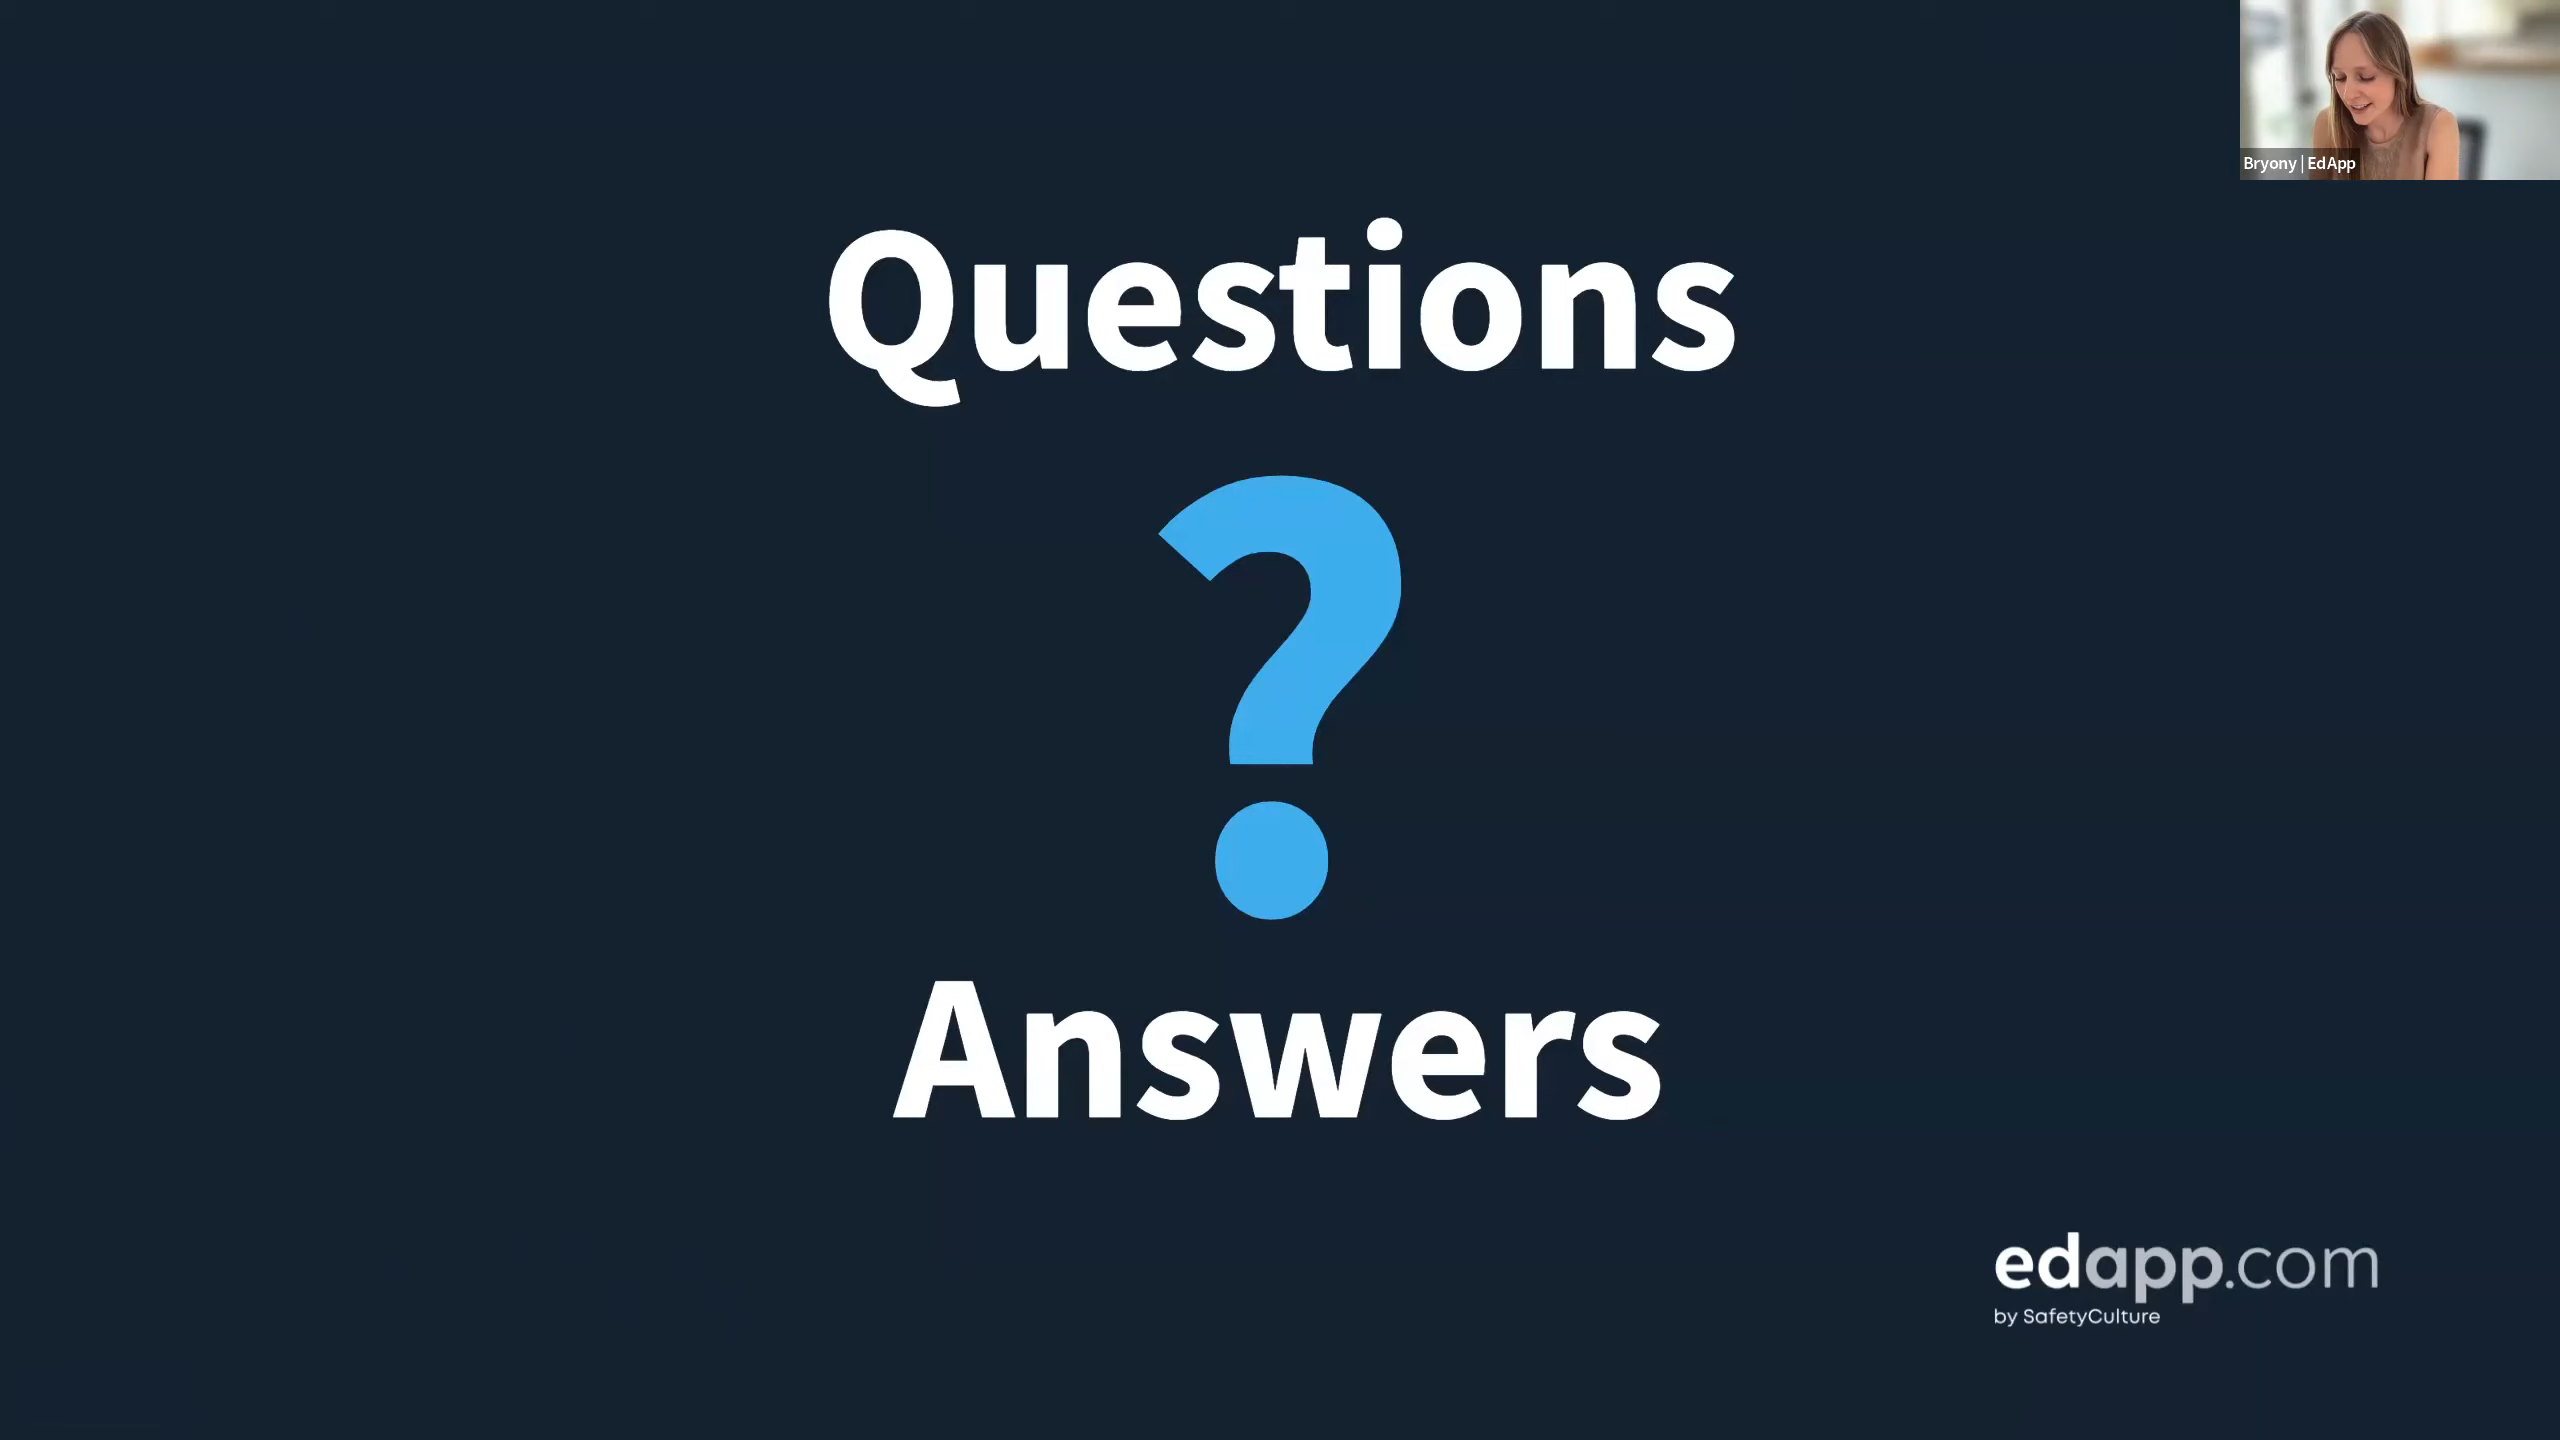 Bryony | EdApp
Questions
?
Answers
edapp.com
by SafetyCulture